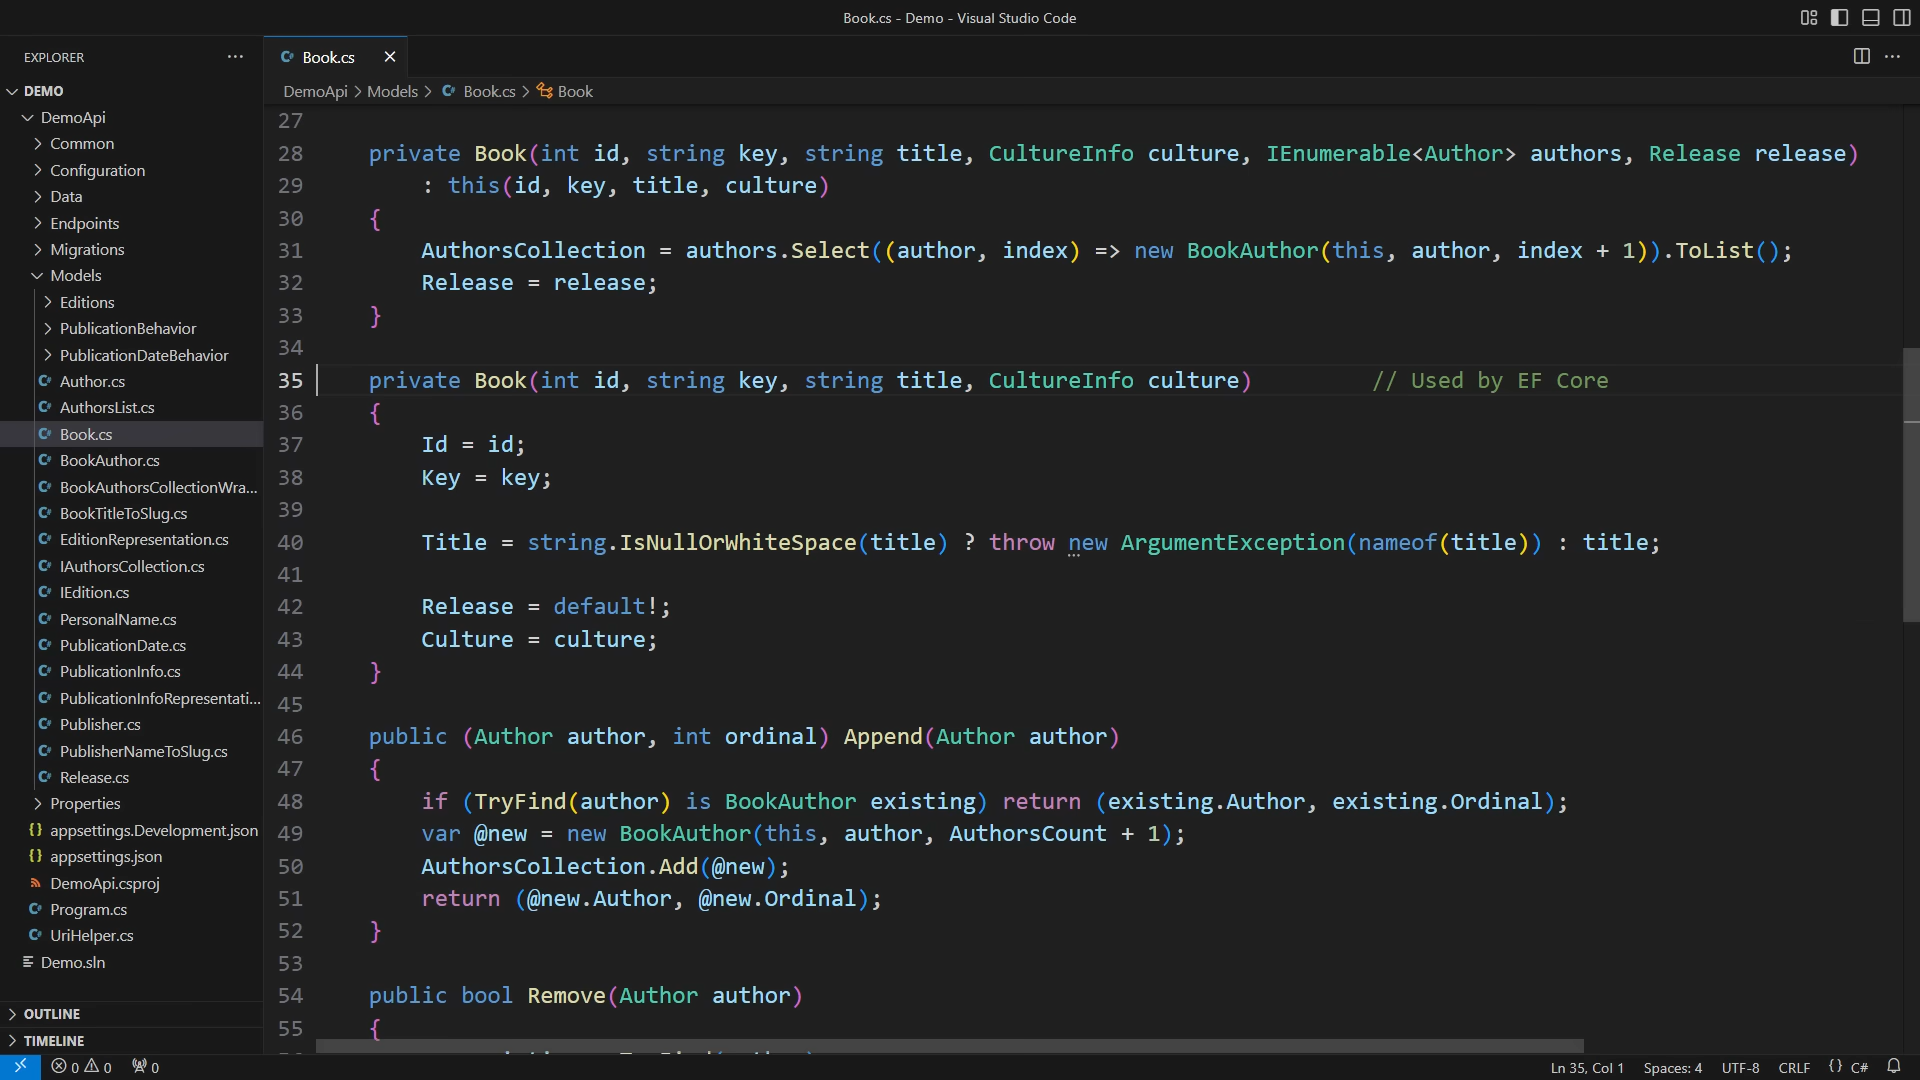 Book.cs - Demo - Visual Studio Code
EXPLORER
DEMO
DemoApi
Common
Configuration
Data
Endpoints
Migrations
Models
Editions
PublicationBehavior
PublicationDateBehavior
Author.cs
AuthorsList.cs
Book.cs
BookAuthor.cs
BookAuthorsCollectionWra...
BookTitleToSlug.cs
EditionRepresentation.cs
IAuthorsCollection.cs
IEdition.cs
PersonalName.cs
PublicationDate.cs
PublicationInfo.cs
PublicationInfoRepresentati...
Publisher.cs
PublisherNameToSlug.cs
Release.cs
Properties
appsettings.Development.json
appsettings.json
DemoApi.csproj
Program.cs
UriHelper.cs
Demo.sln
OUTLINE
TIMELINE
Book.cs
DemoApi > Models > Book.cs > Book
27
28 private Book(int id, string key, string title, CultureInfo culture, IEnumerable<Author> authors, Release release)
29 : this(id, key, title, culture)
30 {
31 AuthorsCollection = authors.Select((author, index) => new BookAuthor(this, author, index + 1)).ToList();
32 Release = release;
33 }
34
35 private Book(int id, string key, string title, CultureInfo culture) // Used by EF Core
36 {
37 Id = id;
38 Key = key;
39
40 Title = string.IsNullOrWhiteSpace(title) ? throw new ArgumentException(nameof(title)) : title;
41
42 Release = default!;
43 Culture = culture;
44 }
45
46 public (Author author, int ordinal) Append(Author author)
47 {
48 if (TryFind(author) is BookAuthor existing) return (existing.Author, existing.Ordinal);
49 var @new = new BookAuthor(this, author, AuthorsCount + 1);
50 AuthorsCollection.Add(@new);
51 return (@new.Author, @new.Ordinal);
52 }
53
54 public bool Remove(Author author)
55 {
0 0 0
Ln 35, Col 1 Spaces: 4 UTF-8 CRLF {} C#